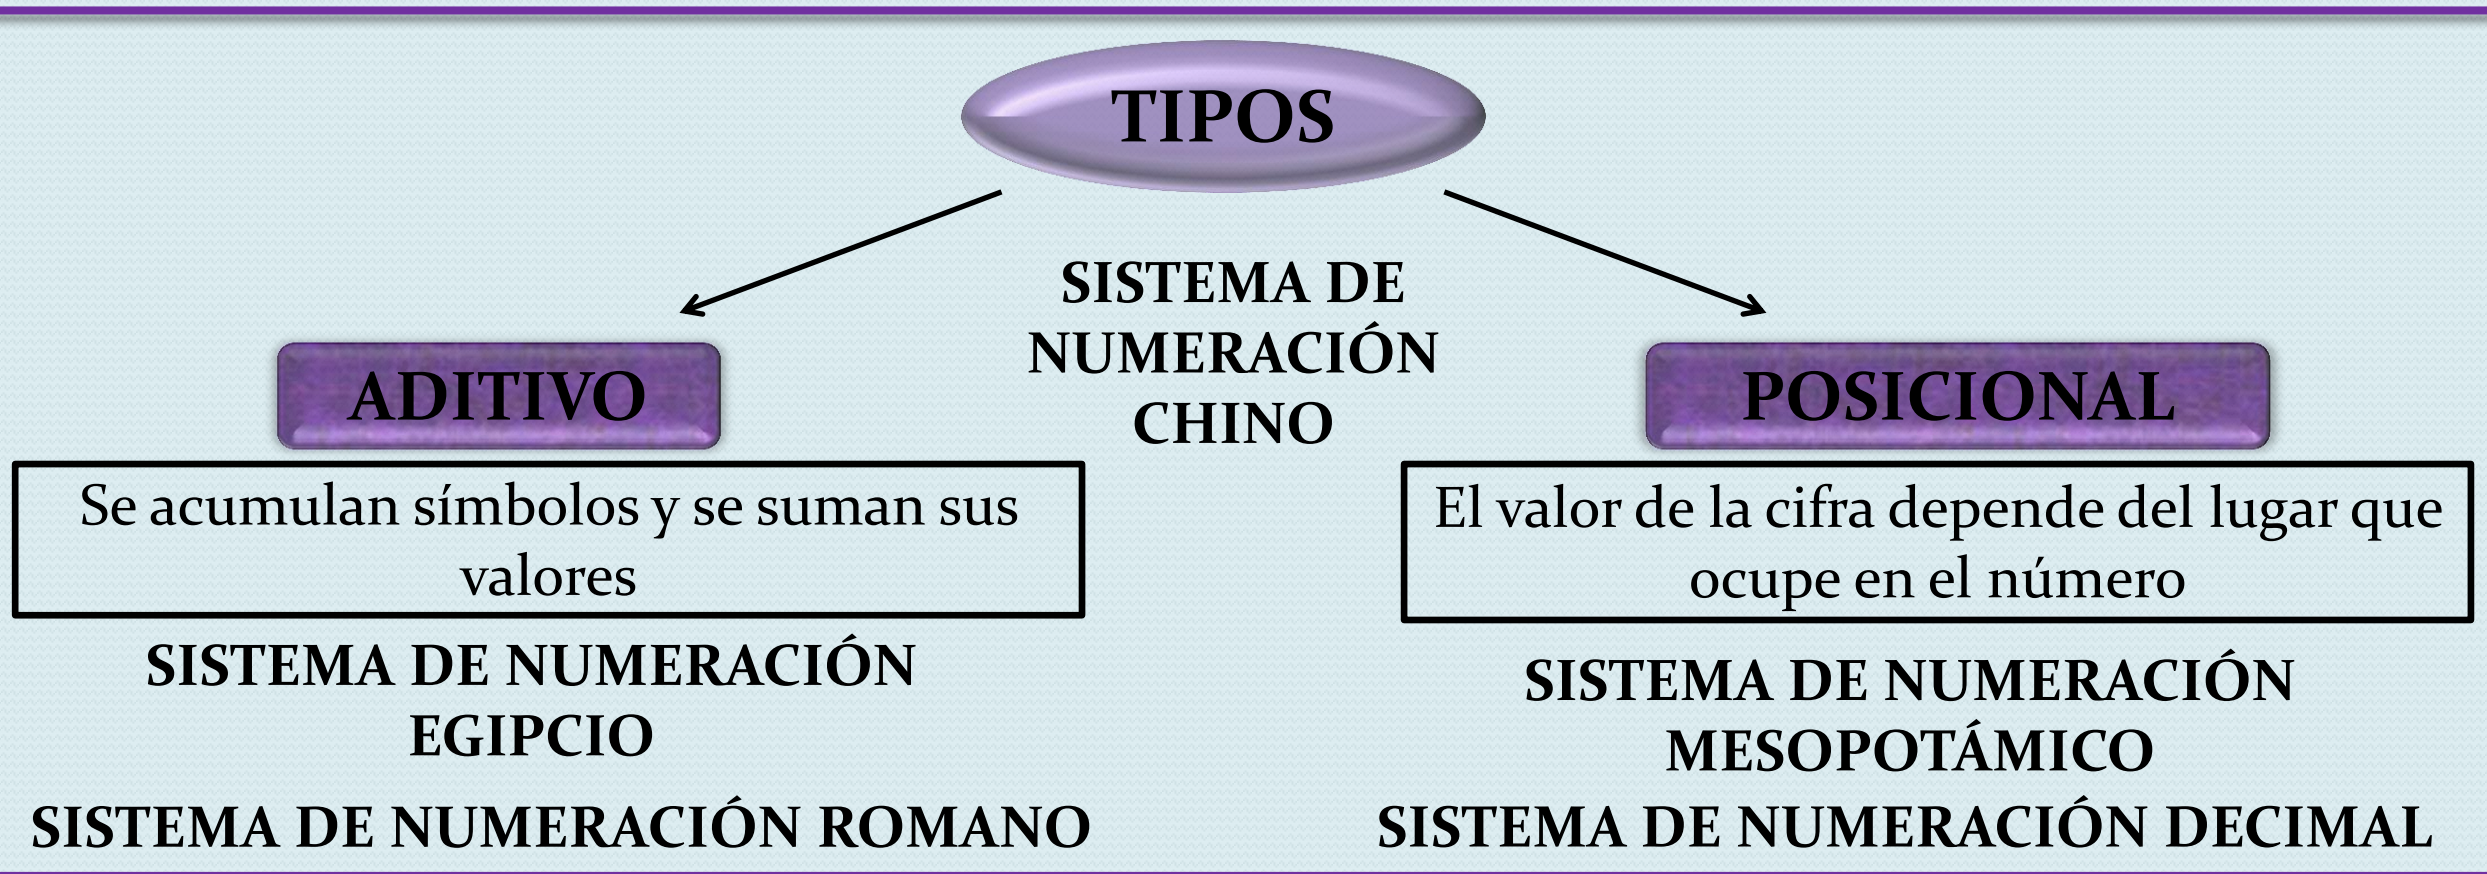 TIPOS
SISTEMA DE
NUMERACIÓN
CHINO
ADITIVO
Se acumulan símbolos y se suman sus
valores
SISTEMA DE NUMERACIÓN
EGIPCIO
SISTEMA DE NUMERACIÓN ROMANO
POSICIONAL
El valor de la cifra depende del lugar que
ocupe en el número
SISTEMA DE NUMERACIÓN
MESOPOTÁMICO
SISTEMA DE NUMERACIÓN DECIMAL